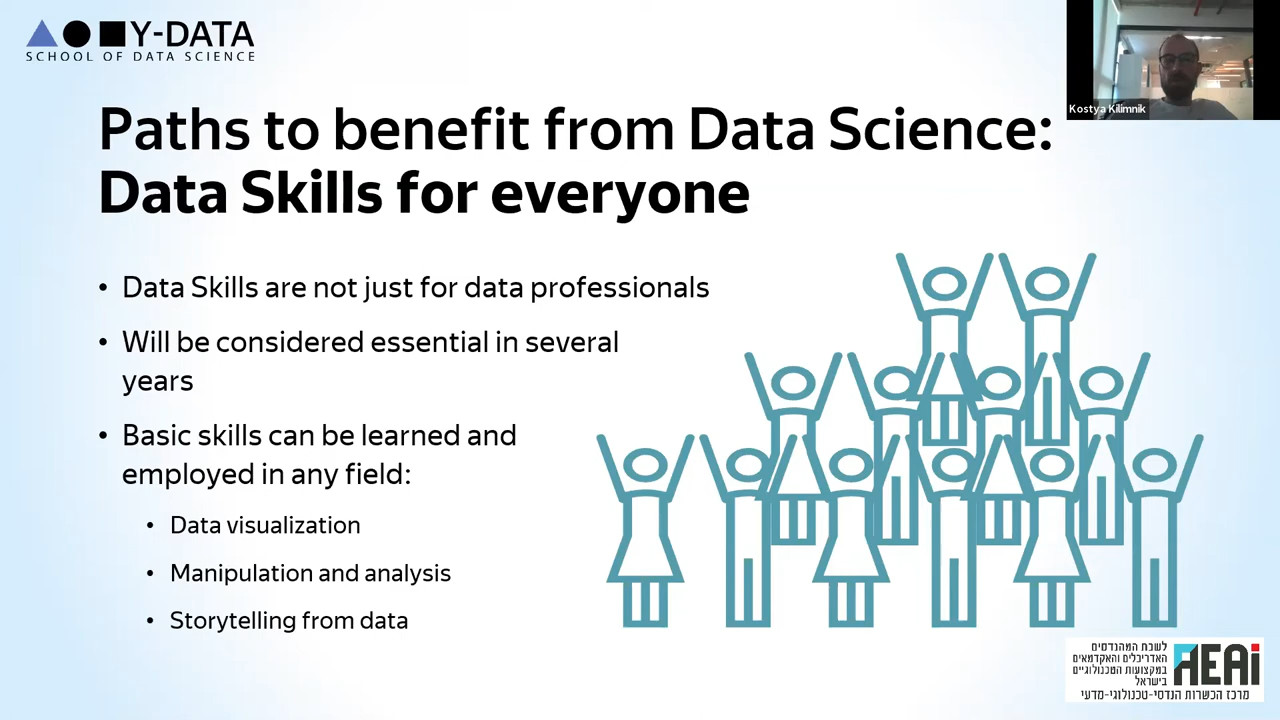 Y-DATA
SCHOOL OF DATA SCIENCE
Kostya Kilimnik
Paths to benefit from Data Science:
Data Skills for everyone
• Data Skills are not just for data professionals
• Will be considered essential in several
years
• Basic skills can be learned and
employed in any field:
• Data visualization
• Manipulation and analysis
• Storytelling from data
לשכת המהנדסים
האדריכלים והאקדמאים
במקצועות הטכנולוגיים
בישראל
AEAI
מרכז הכשרות הנדסי-טכנולוגי-מדעי